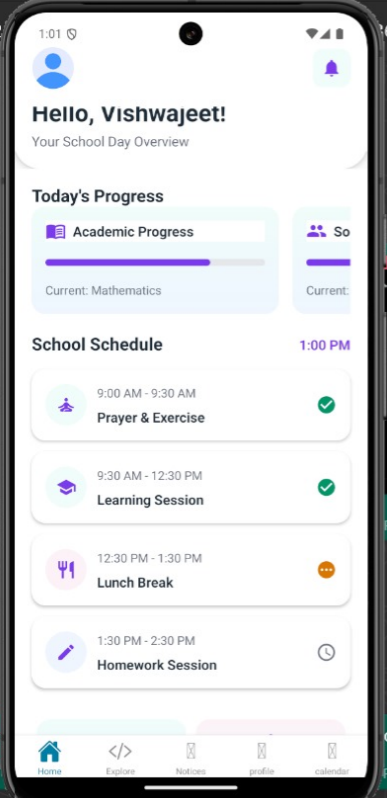 1:01
Hello, Vishwajeet!
Your School Day Overview
Today's Progress
Academic Progress
So
Current: Mathematics
Current:
School Schedule
1:00 PM
9:00 AM - 9:30 AM
Prayer & Exercise
9:30 AM - 12:30 PM
Learning Session
12:30 PM - 1:30 PM
Lunch Break
1:30 PM - 2:30 PM
Homework Session
Home
Explore
Notices
profile
calendar